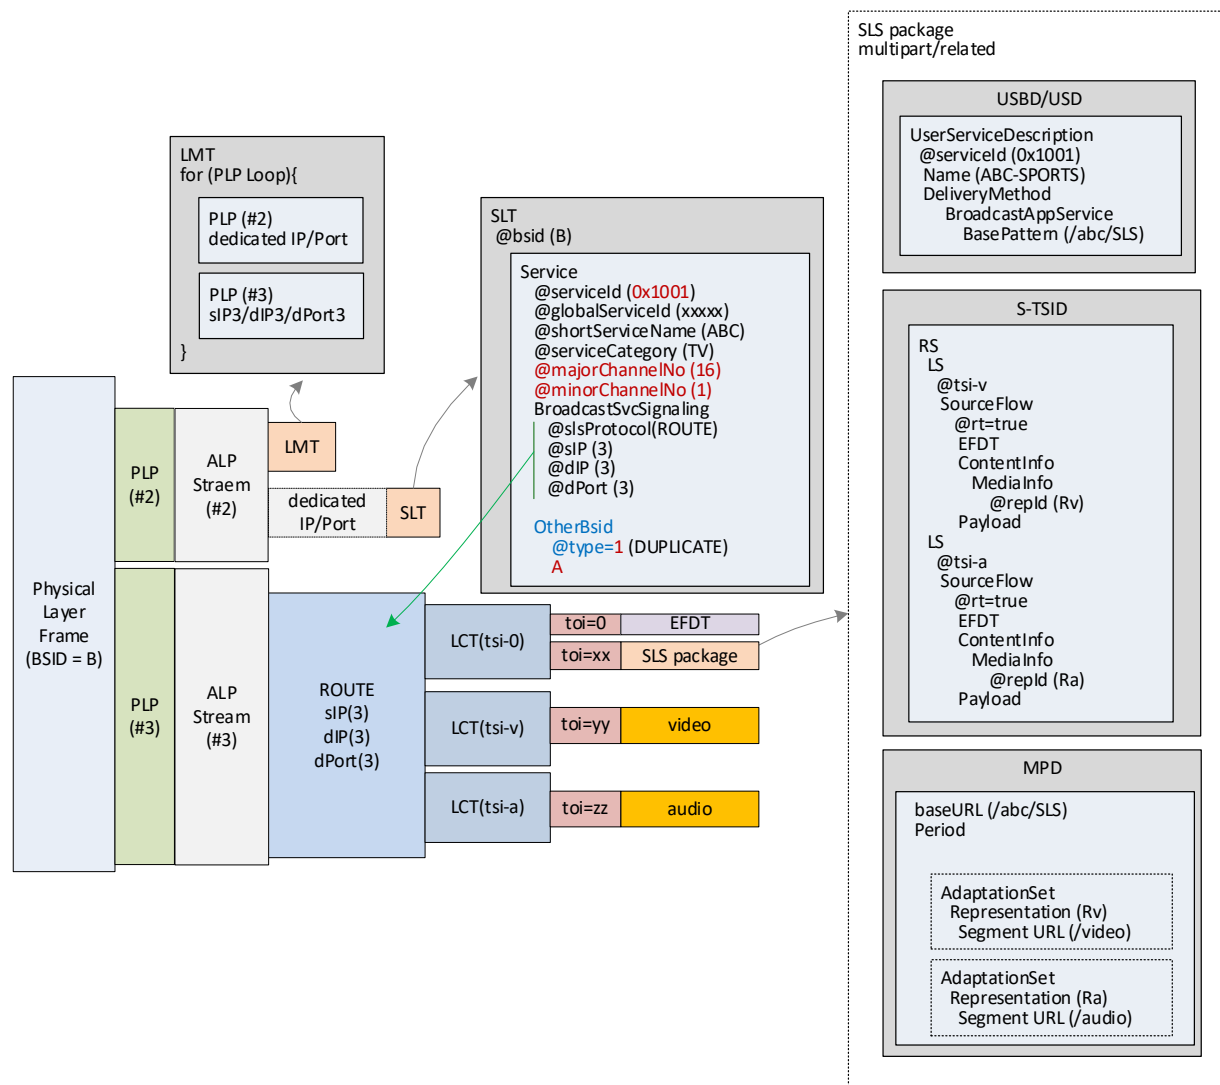 SLS package
multipart/related
USBD/USD
UserServiceDescription
@serviceId (0x1001)
Name (ABC-SPORTS)
DeliveryMethod
BroadcastAppService
BasePattern (/abc/SLS)
LMT
for (PLP Loop){
PLP (#2)
dedicated IP/Port
PLP (#3)
sIP3/dIP3/dPort3
}
SLT
@bsid (B)
Service
@serviceId (0x1001)
@globalServiceId (xxxxx)
@shortServiceName (ABC)
@serviceCategory (TV)
@majorChannelNo (16)
@minorChannelNo (1)
BroadcastSvcSignaling
@slsProtocol(ROUTE)
@sIP (3)
@dIP (3)
@dPort (3)
OtherBsid
@type=1 (DUPLICATE)
A
S-TSID
RS
LS
@tsi-v
SourceFlow
@rt=true
EFDT
ContentInfo
MediaInfo
@repId (Rv)
Payload
LS
@tsi-a
SourceFlow
@rt=true
EFDT
ContentInfo
MediaInfo
@repId (Ra)
Payload
Physical
Layer
Frame
(BSID = B)
PLP
(#2)
ALP
Straem
(#2)
LMT
dedicated
IP/Port
SLT
PLP
(#3)
ALP
Stream
(#3)
ROUTE
sIP(3)
dIP(3)
dPort(3)
LCT(tsi-0)
toi=0
EFDT
toi=xx
SLS package
LCT(tsi-v)
toi=yy
video
LCT(tsi-a)
toi=zz
audio
MPD
baseURL (/abc/SLS)
Period
AdaptationSet
Representation (Rv)
Segment URL (/video)
AdaptationSet
Representation (Ra)
Segment URL (/audio)